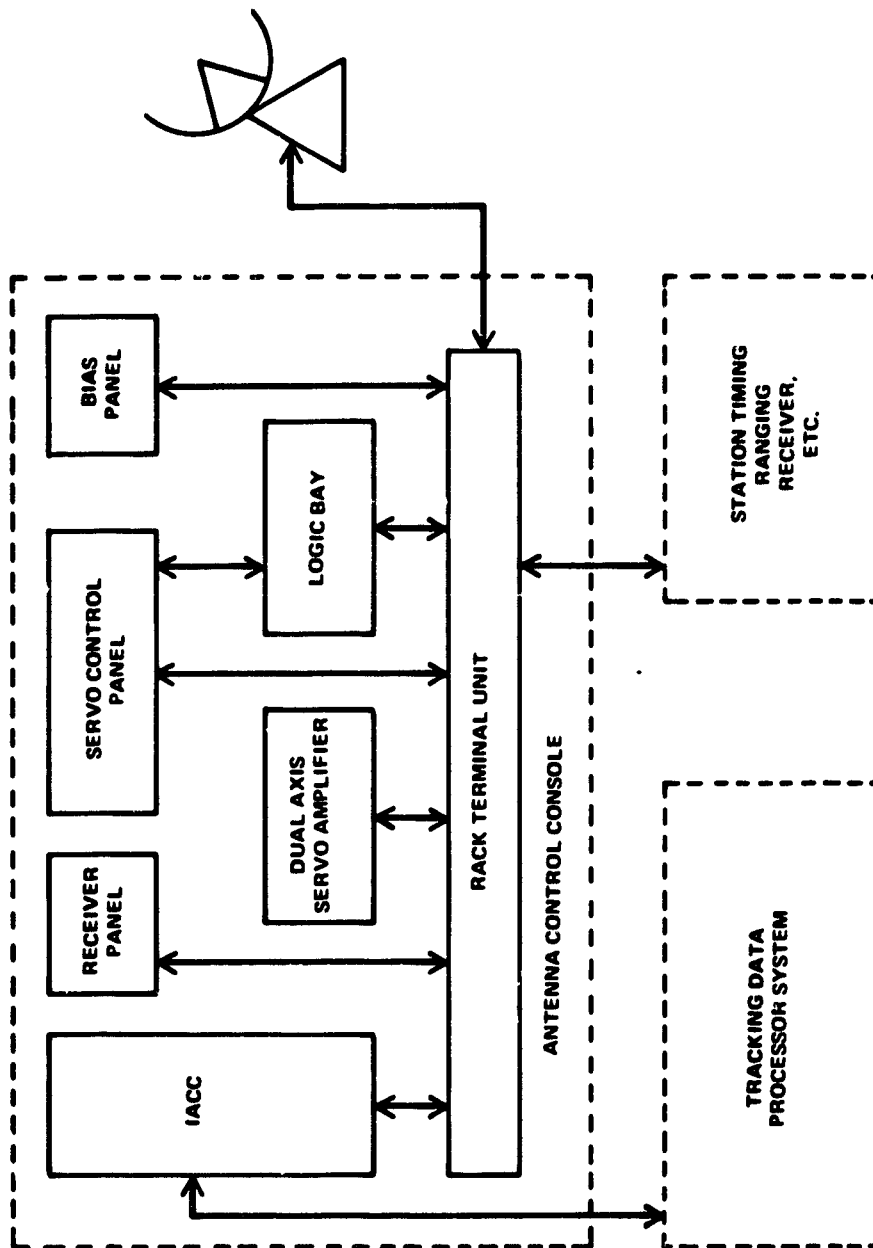 IACC
RECEIVER
PANEL
SERVO CONTROL
PANEL
BIAS
PANEL
DUAL AXIS
SERVO AMPLIFIER
LOGIC BAY
RACK TERMINAL UNIT
ANTENNA CONTROL CONSOLE
TRACKING DATA
PROCESSOR SYSTEM
STATION TIMING
RANGING
RECEIVER,
ETC.